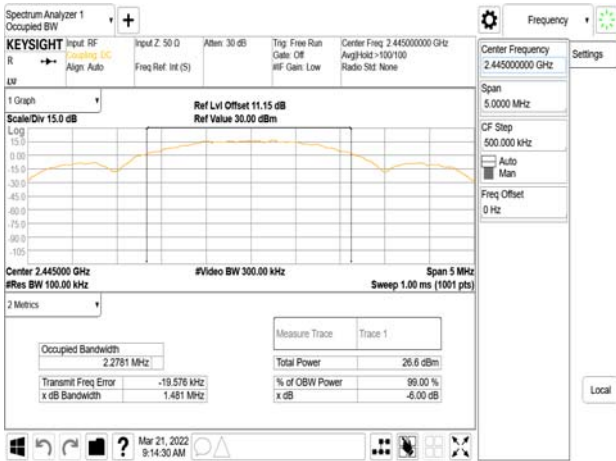 Spectrum Analyzer 1
Occupied BW
Frequency
KEYSIGHT
R
Input: RF
Coupling: DC
Align: Auto
Input Z: 50 Ω
Freq Ref: Int (S)
Atten: 30 dB
Trig: Free Run
Gate: Off
#IF Gain: Low
Center Freq: 2.445000000 GHz
Avg|Hold:>100/100
Radio Std: None
Center Frequency
2.445000000 GHz
Settings
Span
5.0000 MHz
CF Step
500.000 kHz
Auto
Man
Freq Offset
0 Hz
Local
1 Graph
Scale/Div 15.0 dB
Ref Lvl Offset 11.15 dB
Ref Value 30.00 dBm
Log
15.0
0.00
-15.0
-30.0
-45.0
-60.0
-75.0
-90.0
-105
Center 2.445000 GHz
#Res BW 100.00 kHz
#Video BW 300.00 kHz
Span 5 MHz
Sweep 1.00 ms (1001 pts)
2 Metrics
Measure Trace
Trace 1
Occupied Bandwidth
2.2781 MHz
Total Power
26.6 dBm
Transmit Freq Error
-19.576 kHz
% of OBW Power
99.00 %
x dB Bandwidth
1.481 MHz
x dB
-6.00 dB
?
Mar 21, 2022
9:14:30 AM